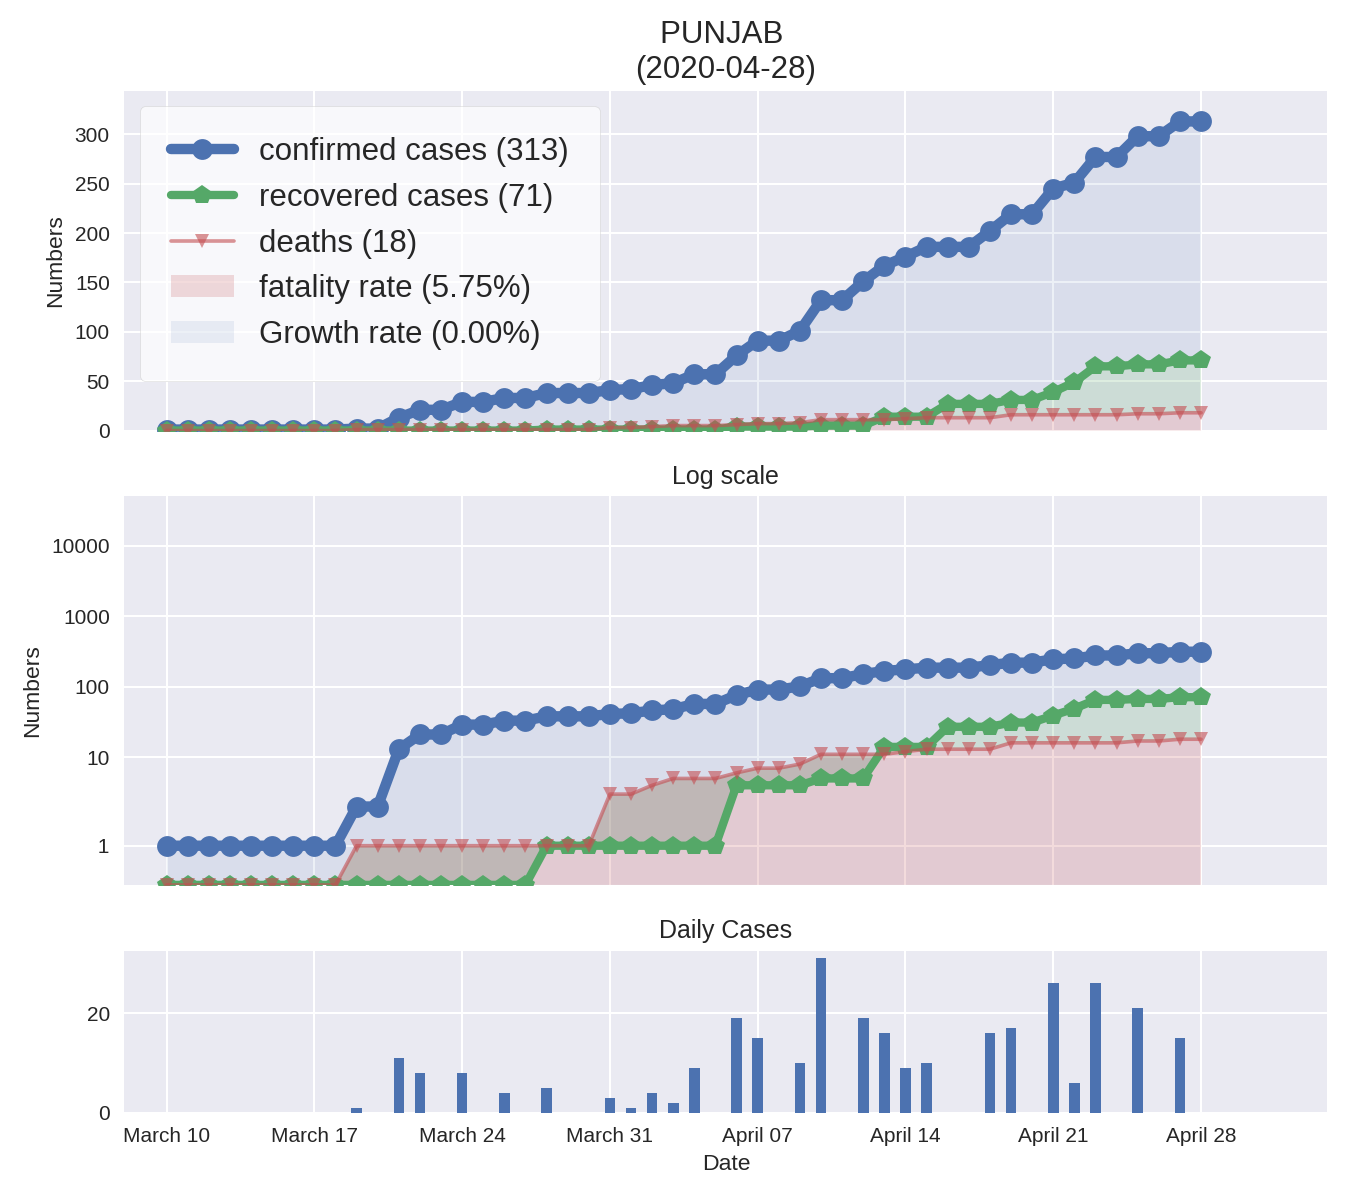 PUNJAB
(2020-04-28)
300
250
200
150
100
50
0
Numbers
confirmed cases (313)
recovered cases (71)
deaths (18)
fatality rate (5.75%)
Growth rate (0.00%)
Log scale
10000
1000
100
10
1
Numbers
Daily Cases
20
0
March 10 March 17 March 24 March 31 April 07 April 14 April 21 April 28
Date